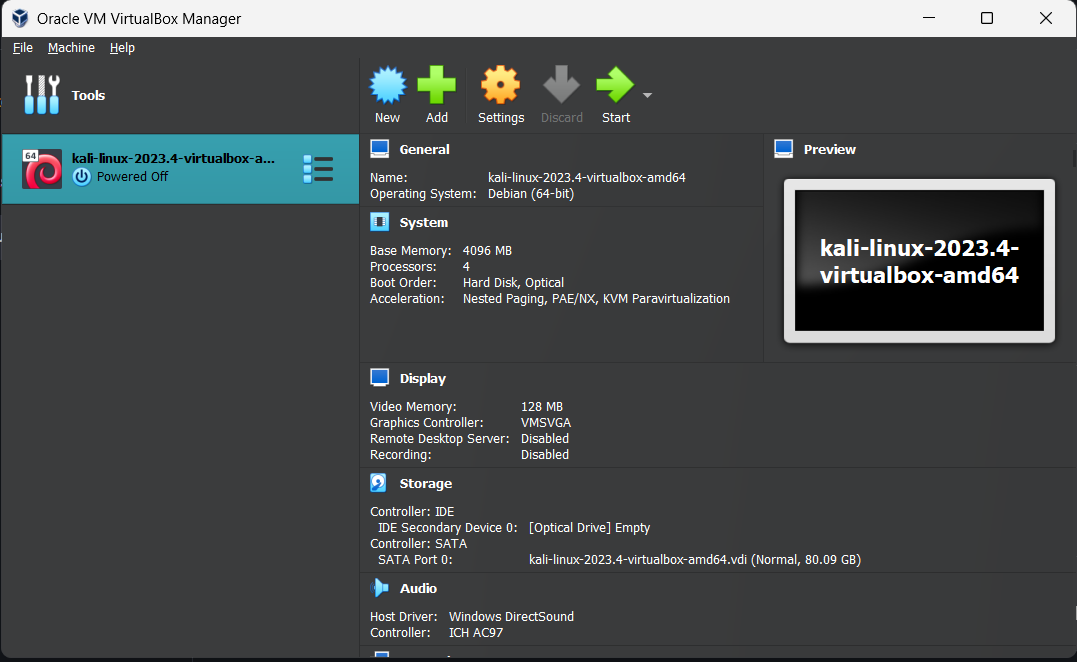 Oracle VM VirtualBox Manager
File Machine Help
Tools
New Add Settings Discard Start
64
kali-linux-2023.4-virtualbox-a...
Powered Off
General
Name: kali-linux-2023.4-virtualbox-amd64
Operating System: Debian (64-bit)
System
Base Memory: 4096 MB
Processors: 4
Boot Order: Hard Disk, Optical
Acceleration: Nested Paging, PAE/NX, KVM Paravirtualization
Preview
kali-linux-2023.4-
virtualbox-amd64
Display
Video Memory: 128 MB
Graphics Controller: VMSVGA
Remote Desktop Server: Disabled
Recording: Disabled
Storage
Controller: IDE
IDE Secondary Device 0: [Optical Drive] Empty
Controller: SATA
SATA Port 0: kali-linux-2023.4-virtualbox-amd64.vdi (Normal, 80.09 GB)
Audio
Host Driver: Windows DirectSound
Controller: ICH AC97